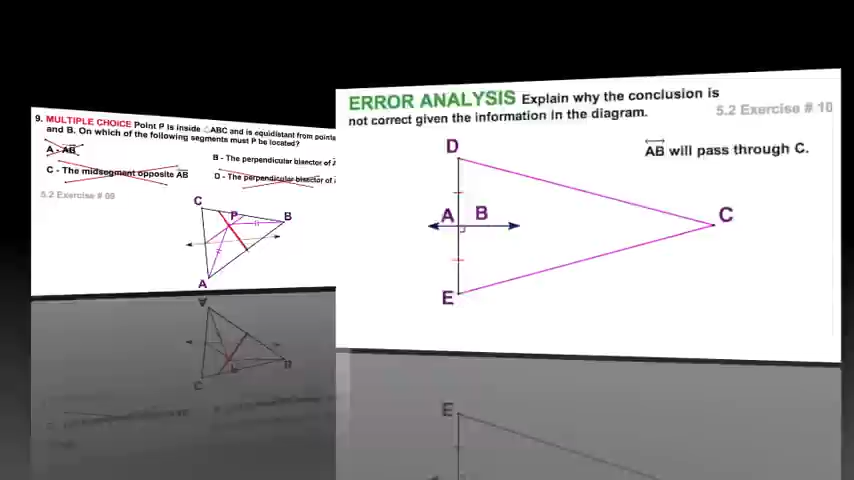 9. MULTIPLE CHOICE Point P is inside △ABC and is equidistant from points
and B. On which of the following segments must P be located?
A - AB
B - The perpendicular bisector of
C - The midsegment opposite AB
D - The perpendicular bisector of
5.2 Exercise # 09
C
P
B
A
ERROR ANALYSIS Explain why the conclusion is
not correct given the information in the diagram.
5.2 Exercise # 10
AB will pass through C.
D
A B
C
E